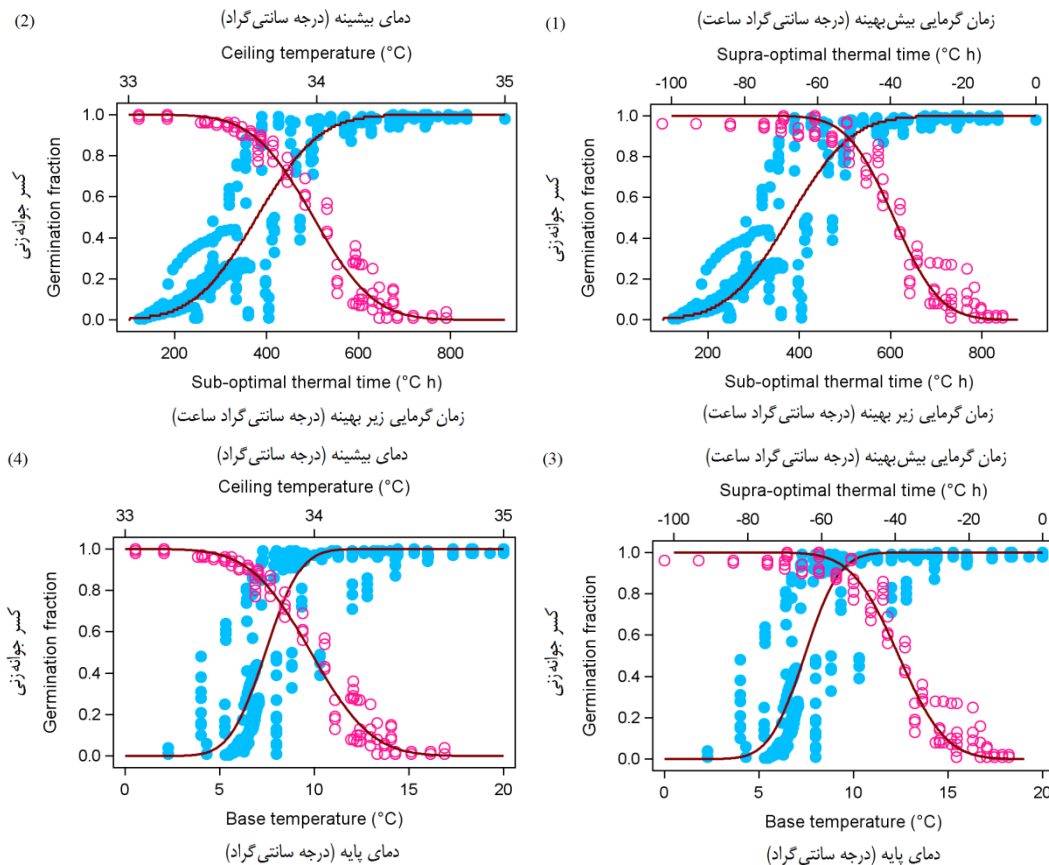 (2)
دمای بیشینه (درجه سانتی‌گراد)
Ceiling temperature (°C)
33 34 35
کسر جوانه‌زنی
Germination fraction
1.0
0.8
0.6
0.4
0.2
0.0
200 400 600 800
Sub-optimal thermal time (°C h)
زمان گرمایی زیر بهینه (درجه سانتی‌گراد ساعت)
(1)
زمان گرمایی بیش‌بهینه (درجه سانتی‌گراد ساعت)
Supra-optimal thermal time (°C h)
-100 -80 -60 -40 -20 0
کسر جوانه‌زنی
Germination fraction
1.0
0.8
0.6
0.4
0.2
0.0
200 400 600 800
Sub-optimal thermal time (°C h)
زمان گرمایی زیر بهینه (درجه سانتی‌گراد ساعت)
(4)
دمای بیشینه (درجه سانتی‌گراد)
Ceiling temperature (°C)
33 34 35
کسر جوانه‌زنی
Germination fraction
1.0
0.8
0.6
0.4
0.2
0.0
0 5 10 15 20
Base temperature (°C)
دمای پایه (درجه سانتی‌گراد)
(3)
زمان گرمایی بیش‌بهینه (درجه سانتی‌گراد ساعت)
Supra-optimal thermal time (°C h)
-100 -80 -60 -40 -20 0
کسر جوانه‌زنی
Germination fraction
1.0
0.8
0.6
0.4
0.2
0.0
0 5 10 15 20
Base temperature (°C)
دمای پایه (درجه سانتی‌گراد)